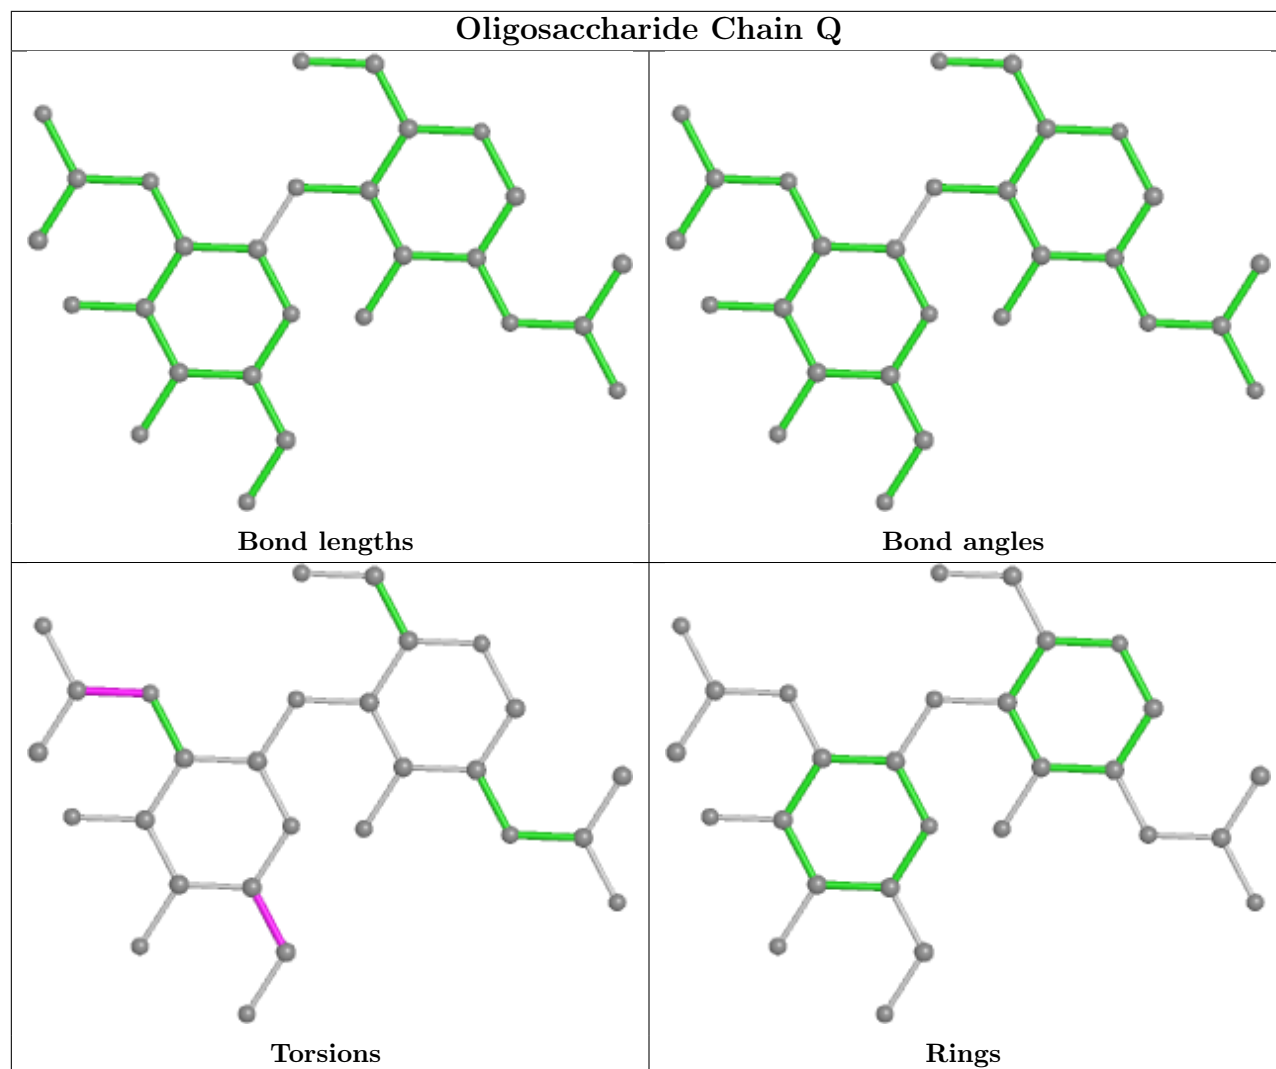 Oligosaccharide Chain Q
Bond lengths
Bond angles
Torsions
Rings